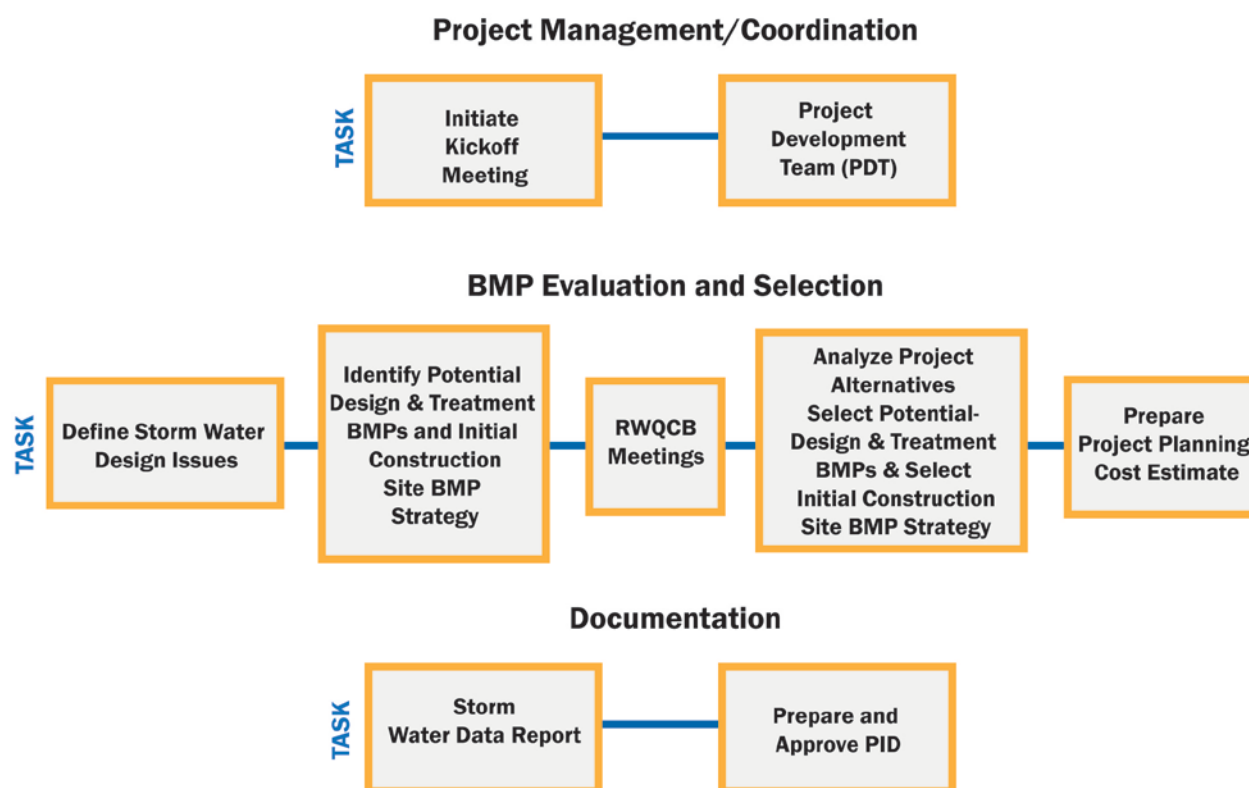 Project Management/Coordination
TASK
Initiate
Kickoff
Meeting
Project
Development
Team (PDT)
BMP Evaluation and Selection
TASK
Define Storm Water
Design Issues
Identify Potential
Design & Treatment
BMPs and Initial
Construction
Site BMP
Strategy
RWQCB
Meetings
Analyze Project
Alternatives
Select Potential-
Design & Treatment
BMPs & Select
Initial Construction
Site BMP Strategy
Prepare
Project Planning
Cost Estimate
Documentation
TASK
Storm
Water Data Report
Prepare and
Approve PID